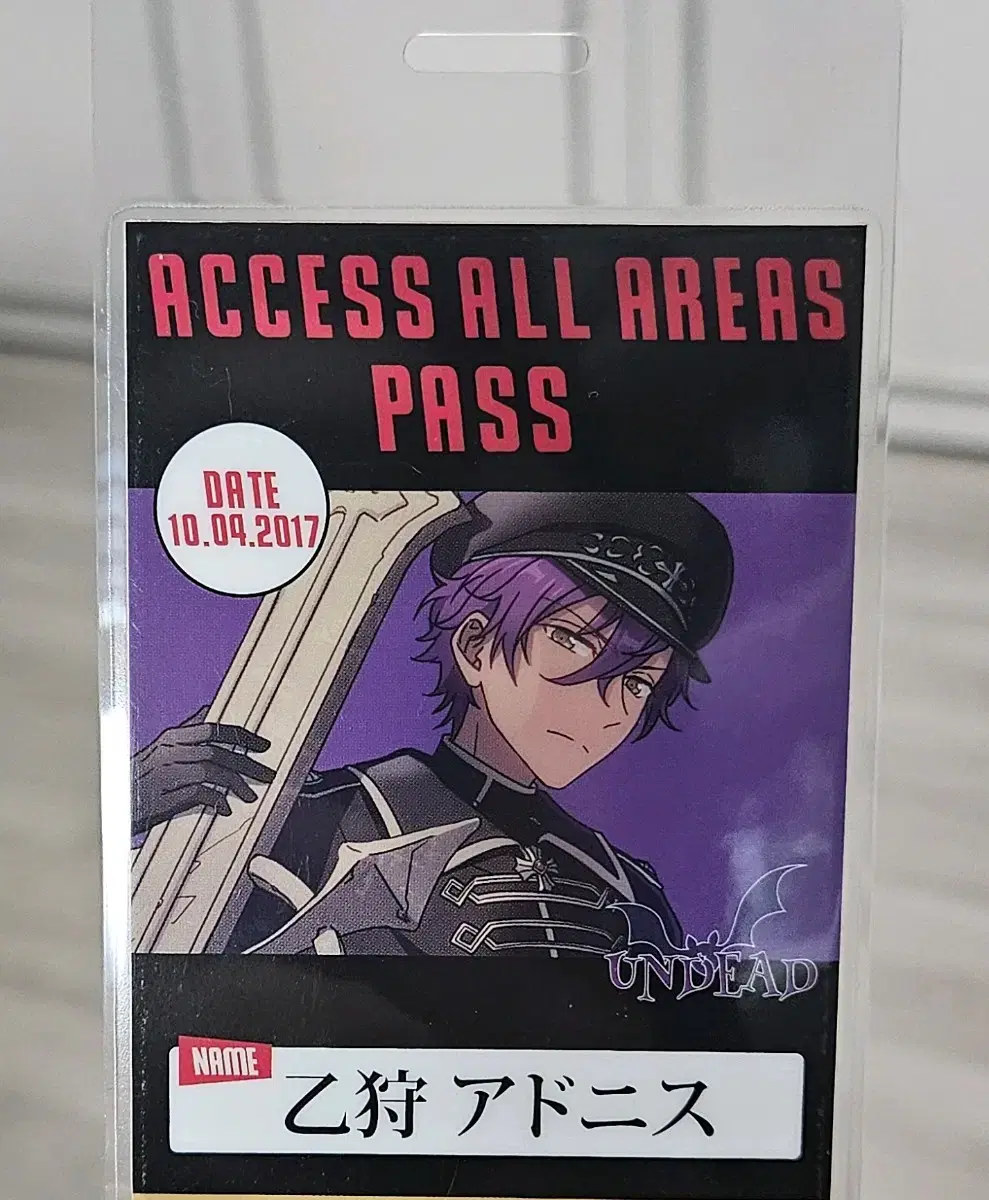 ACCESS ALL AREAS
PASS
DATE
10.04.2017
UNDEAD
NAME
乙狩 アドニス